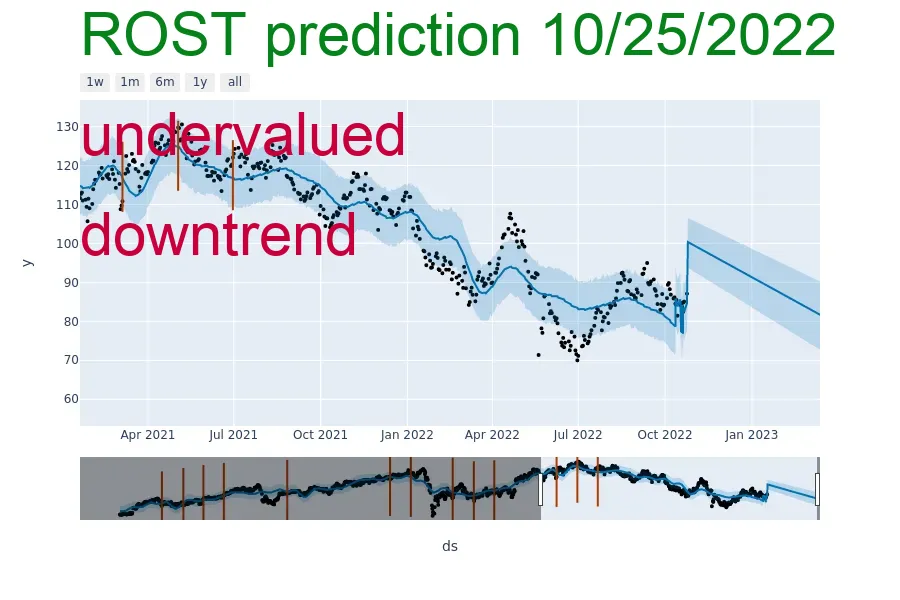 ROST prediction 10/25/2022
1w 1m 6m 1y all
undervalued
downtrend
130
120
110
100
90
80
70
60
y
Apr 2021 Jul 2021 Oct 2021 Jan 2022 Apr 2022 Jul 2022 Oct 2022 Jan 2023
ds